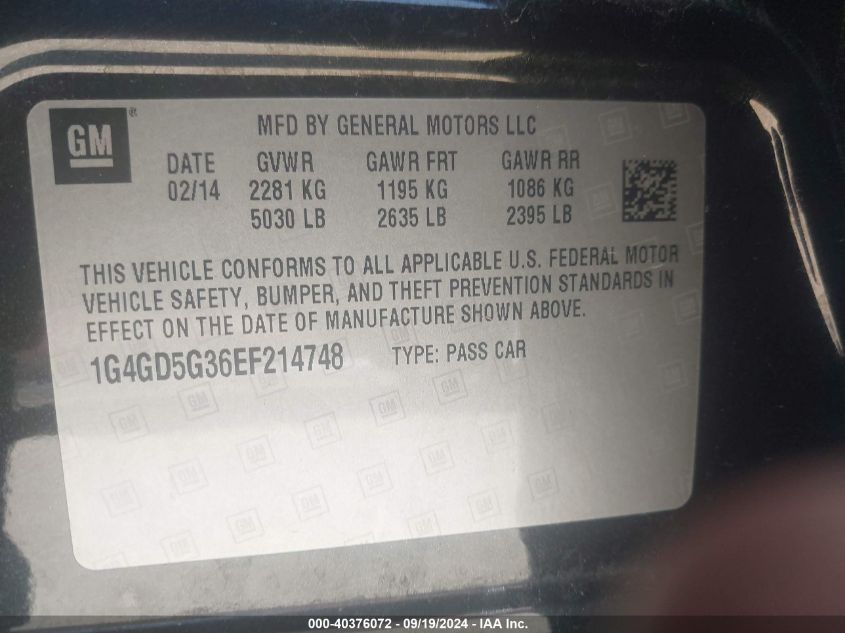 GM ®
MFD BY GENERAL MOTORS LLC
DATE GVWR GAWR FRT GAWR RR
02/14 2281 KG 1195 KG 1086 KG
5030 LB 2635 LB 2395 LB
THIS VEHICLE CONFORMS TO ALL APPLICABLE U.S. FEDERAL MOTOR
VEHICLE SAFETY, BUMPER, AND THEFT PREVENTION STANDARDS IN
EFFECT ON THE DATE OF MANUFACTURE SHOWN ABOVE.
1G4GD5G36EF214748 TYPE: PASS CAR
000-40376072 - 09/19/2024 - IAA Inc.